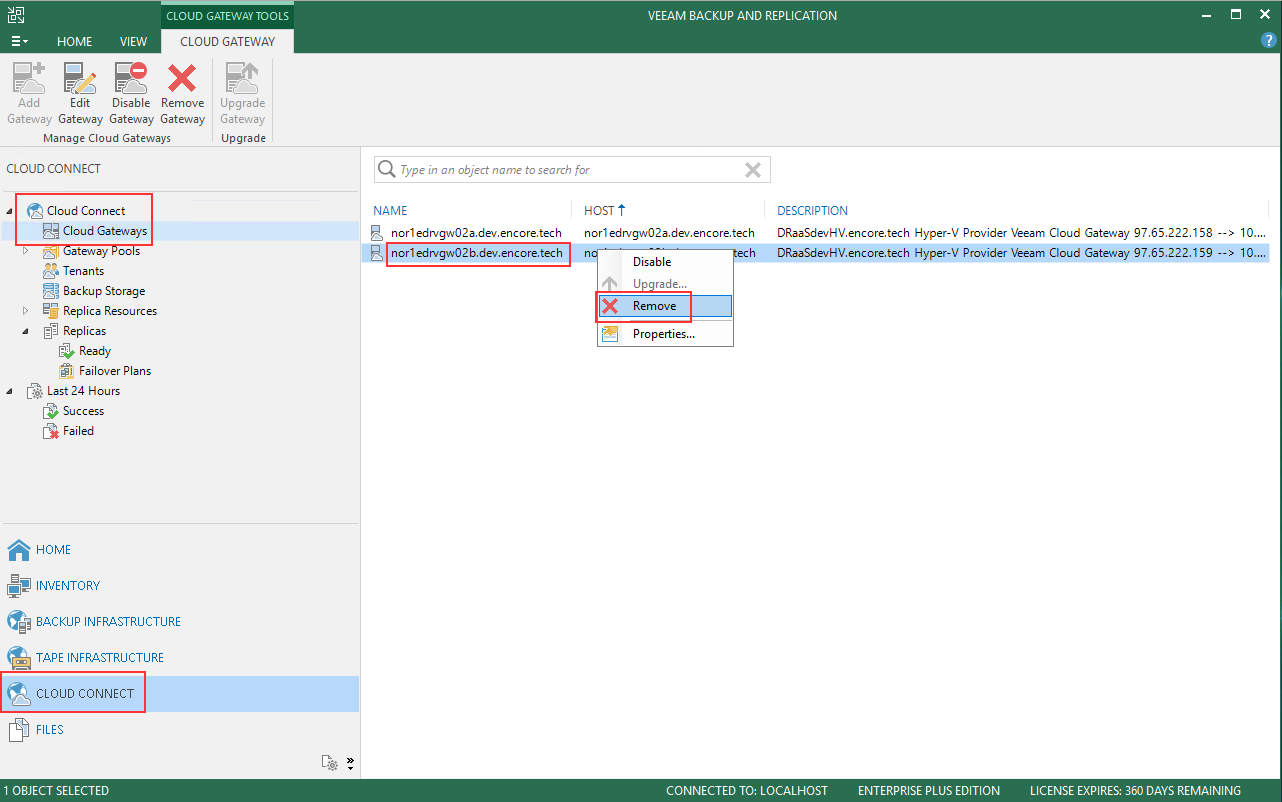 CLOUD GATEWAY TOOLS
VEEAM BACKUP AND REPLICATION
HOME
VIEW
CLOUD GATEWAY
?
Add Gateway
Edit Gateway
Disable Gateway
Remove Gateway
Upgrade Gateway
Manage Cloud Gateways
Upgrade
CLOUD CONNECT
Cloud Connect
Cloud Gateways
Gateway Pools
Tenants
Backup Storage
Replica Resources
Replicas
Ready
Failover Plans
Last 24 Hours
Success
Failed
HOME
INVENTORY
BACKUP INFRASTRUCTURE
TAPE INFRASTRUCTURE
CLOUD CONNECT
FILES
Type in an object name to search for
NAME HOST DESCRIPTION
nor1edrvgw02a.dev.encore.tech nor1edrvgw02a.dev.encore.tech DRaaSdevHV.encore.tech Hyper-V Provider Veeam Cloud Gateway 97.65.222.158 --> 10....
nor1edrvgw02b.dev.encore.tech DRaaSdevHV.encore.tech Hyper-V Provider Veeam Cloud Gateway 97.65.222.159 --> 10....
Disable
Upgrade...
Remove
Properties...
1 OBJECT SELECTED
CONNECTED TO: LOCALHOST
ENTERPRISE PLUS EDITION
LICENSE EXPIRES: 360 DAYS REMAINING